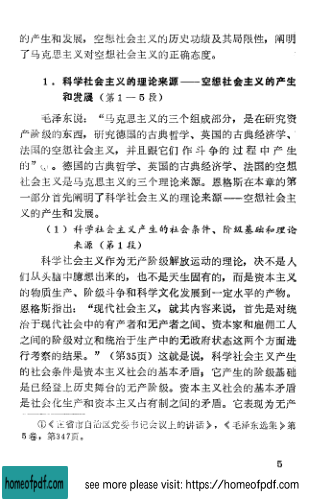 的产生和发展，空想社会主义的历史功绩及其局限性，阐明
了马克思主义对空想社会主义的正确态度。
1．科学社会主义的理论来源——空想社会主义的产生
和发展（第1—5段）
毛泽东说：“马克思主义的三个组成部分，是在研究资
产阶级的东西，研究德国的古典哲学、英国的古典经济学、
法国的空想社会主义，并且跟它们作斗争的过程中产生
的”①。德国的古典哲学、英国的古典经济学、法国的空想
社会主义是马克思主义的三个理论来源。恩格斯在本章的第
一部分首先阐明了科学社会主义的理论来源——空想社会主
义的产生和发展。
（1）科学社会主义产生的社会条件、阶级基础和理论
来源（第1段）
科学社会主义作为无产阶级解放运动的理论，决不是人
们从头脑中臆想出来的，也不是天生固有的，而是资本主义
的物质生产、阶级斗争和科学文化发展到一定水平的产物。
恩格斯指出：“现代社会主义，就其内容来说，首先是对统
治于现代社会中的有产者和无产者之间、资本家和雇佣工人
之间的阶级对立和统治于生产中的无政府状态这两个方面进
行考察的结果。”（第35页）这就是说，科学社会主义产生
的社会条件是资本主义社会的基本矛盾；它产生的阶级基础
是已经登上历史舞台的无产阶级。资本主义社会的基本矛盾
是社会化生产和资本主义占有制之间的矛盾。它表现为无产
①《在省市自治区党委书记会议上的讲话》，《毛泽东选集》第
5卷，第347页。
5
homeofpdf.com
see more please visit: https://homeofpdf.com